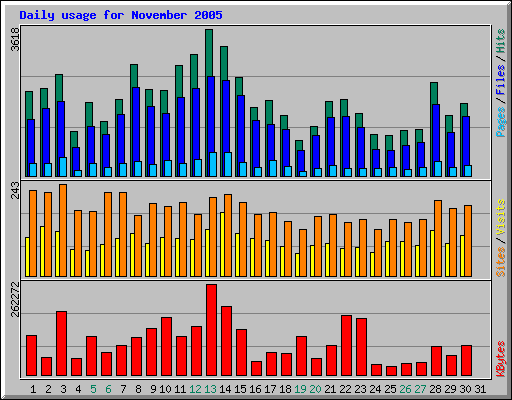 Daily usage for November 2005
3618
Pages / Files / Hits
243
Sites / Visits
262272
KBytes
1 2 3 4 5 6 7 8 9 10 11 12 13 14 15 16 17 18 19 20 21 22 23 24 25 26 27 28 29 30 31